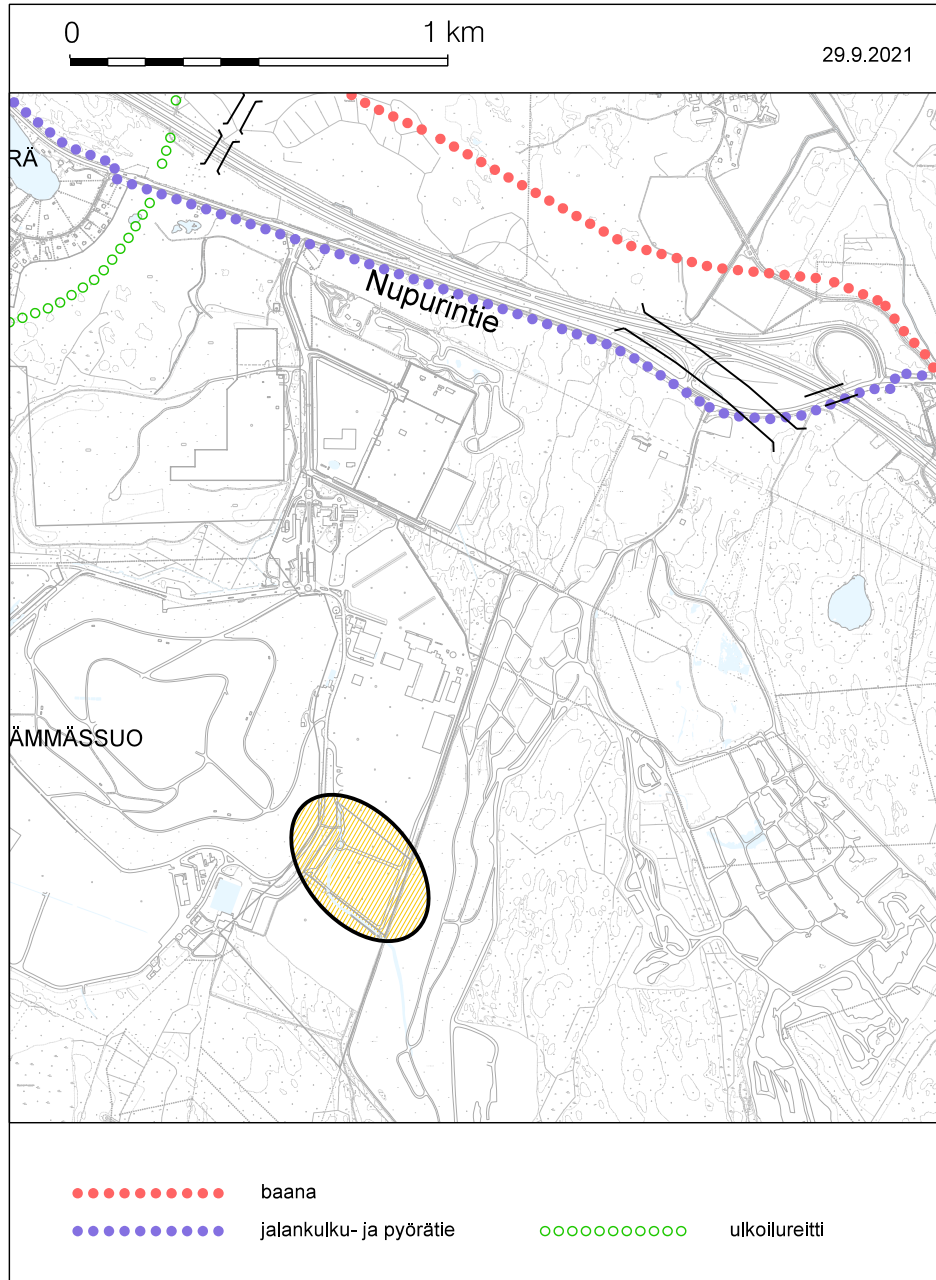 0 1 km
29.9.2021
RÄ
Nupurintie
ÄMMÄSSUO
baana
jalankulku- ja pyörätie
ulkoilureitti